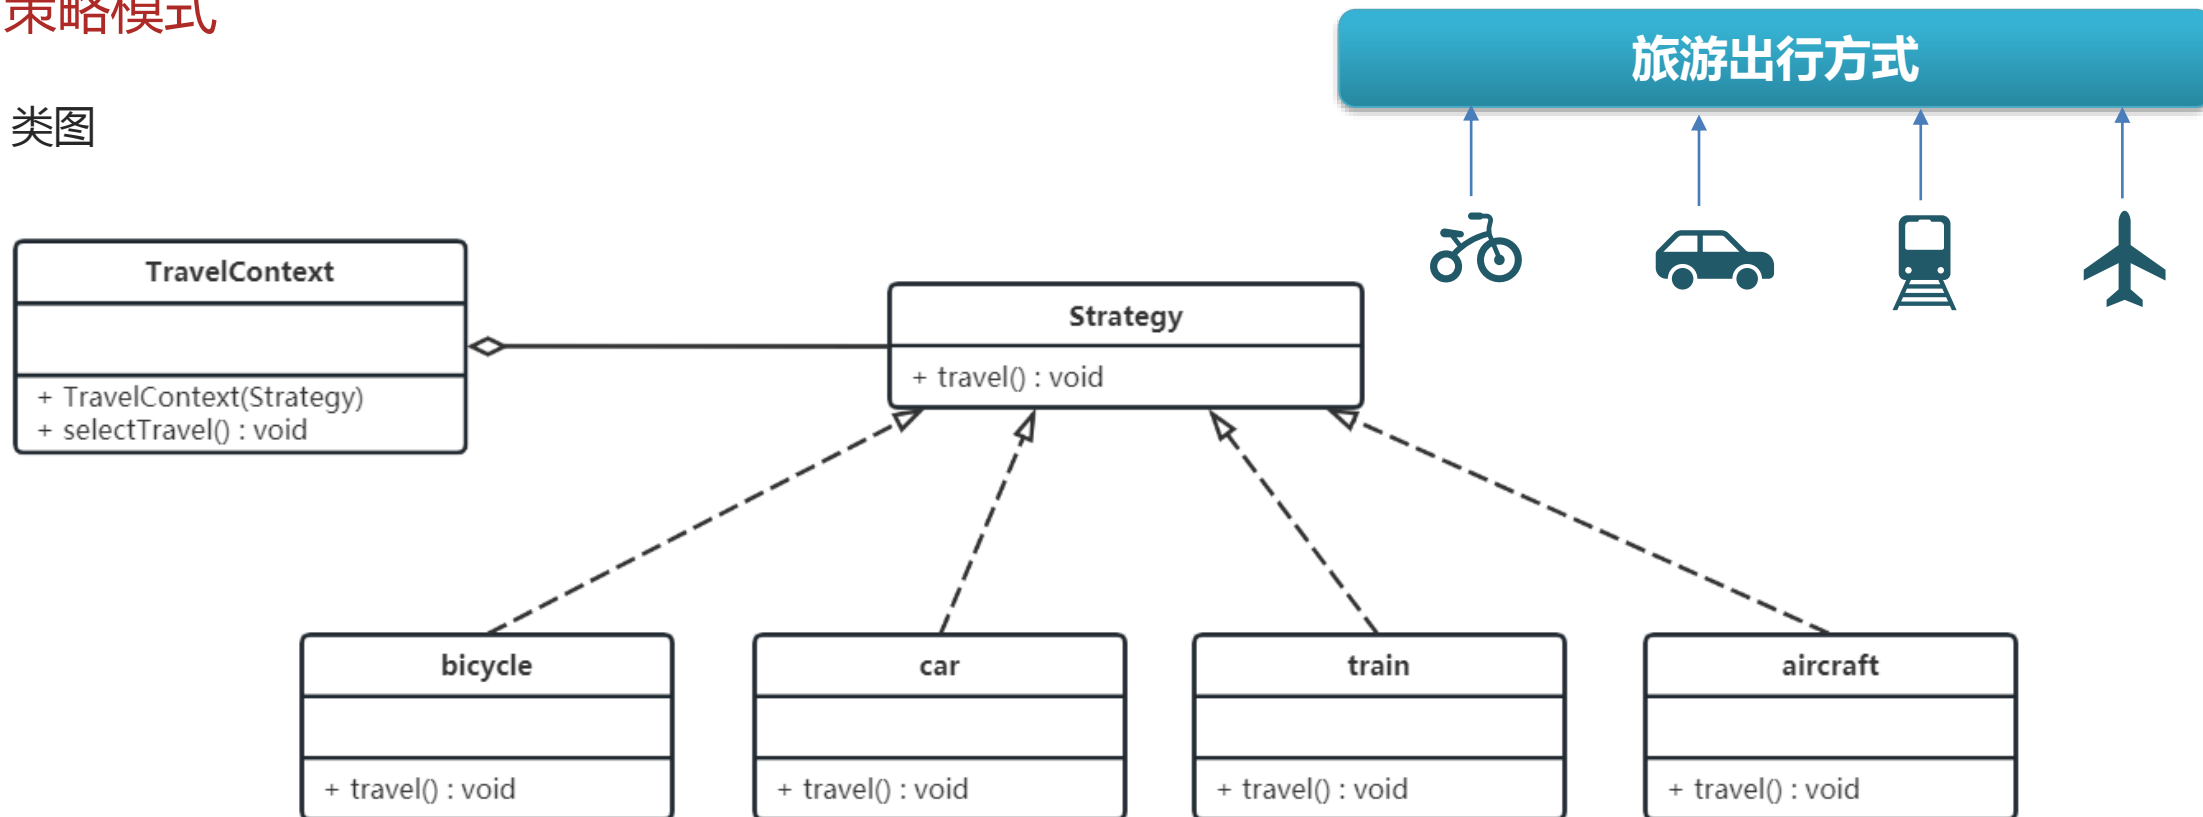 策略模式
旅游出行方式
类图
TravelContext
+ TravelContext(Strategy)
+ selectTravel() : void
Strategy
+ travel() : void
bicycle
+ travel() : void
car
+ travel() : void
train
+ travel() : void
aircraft
+ travel() : void